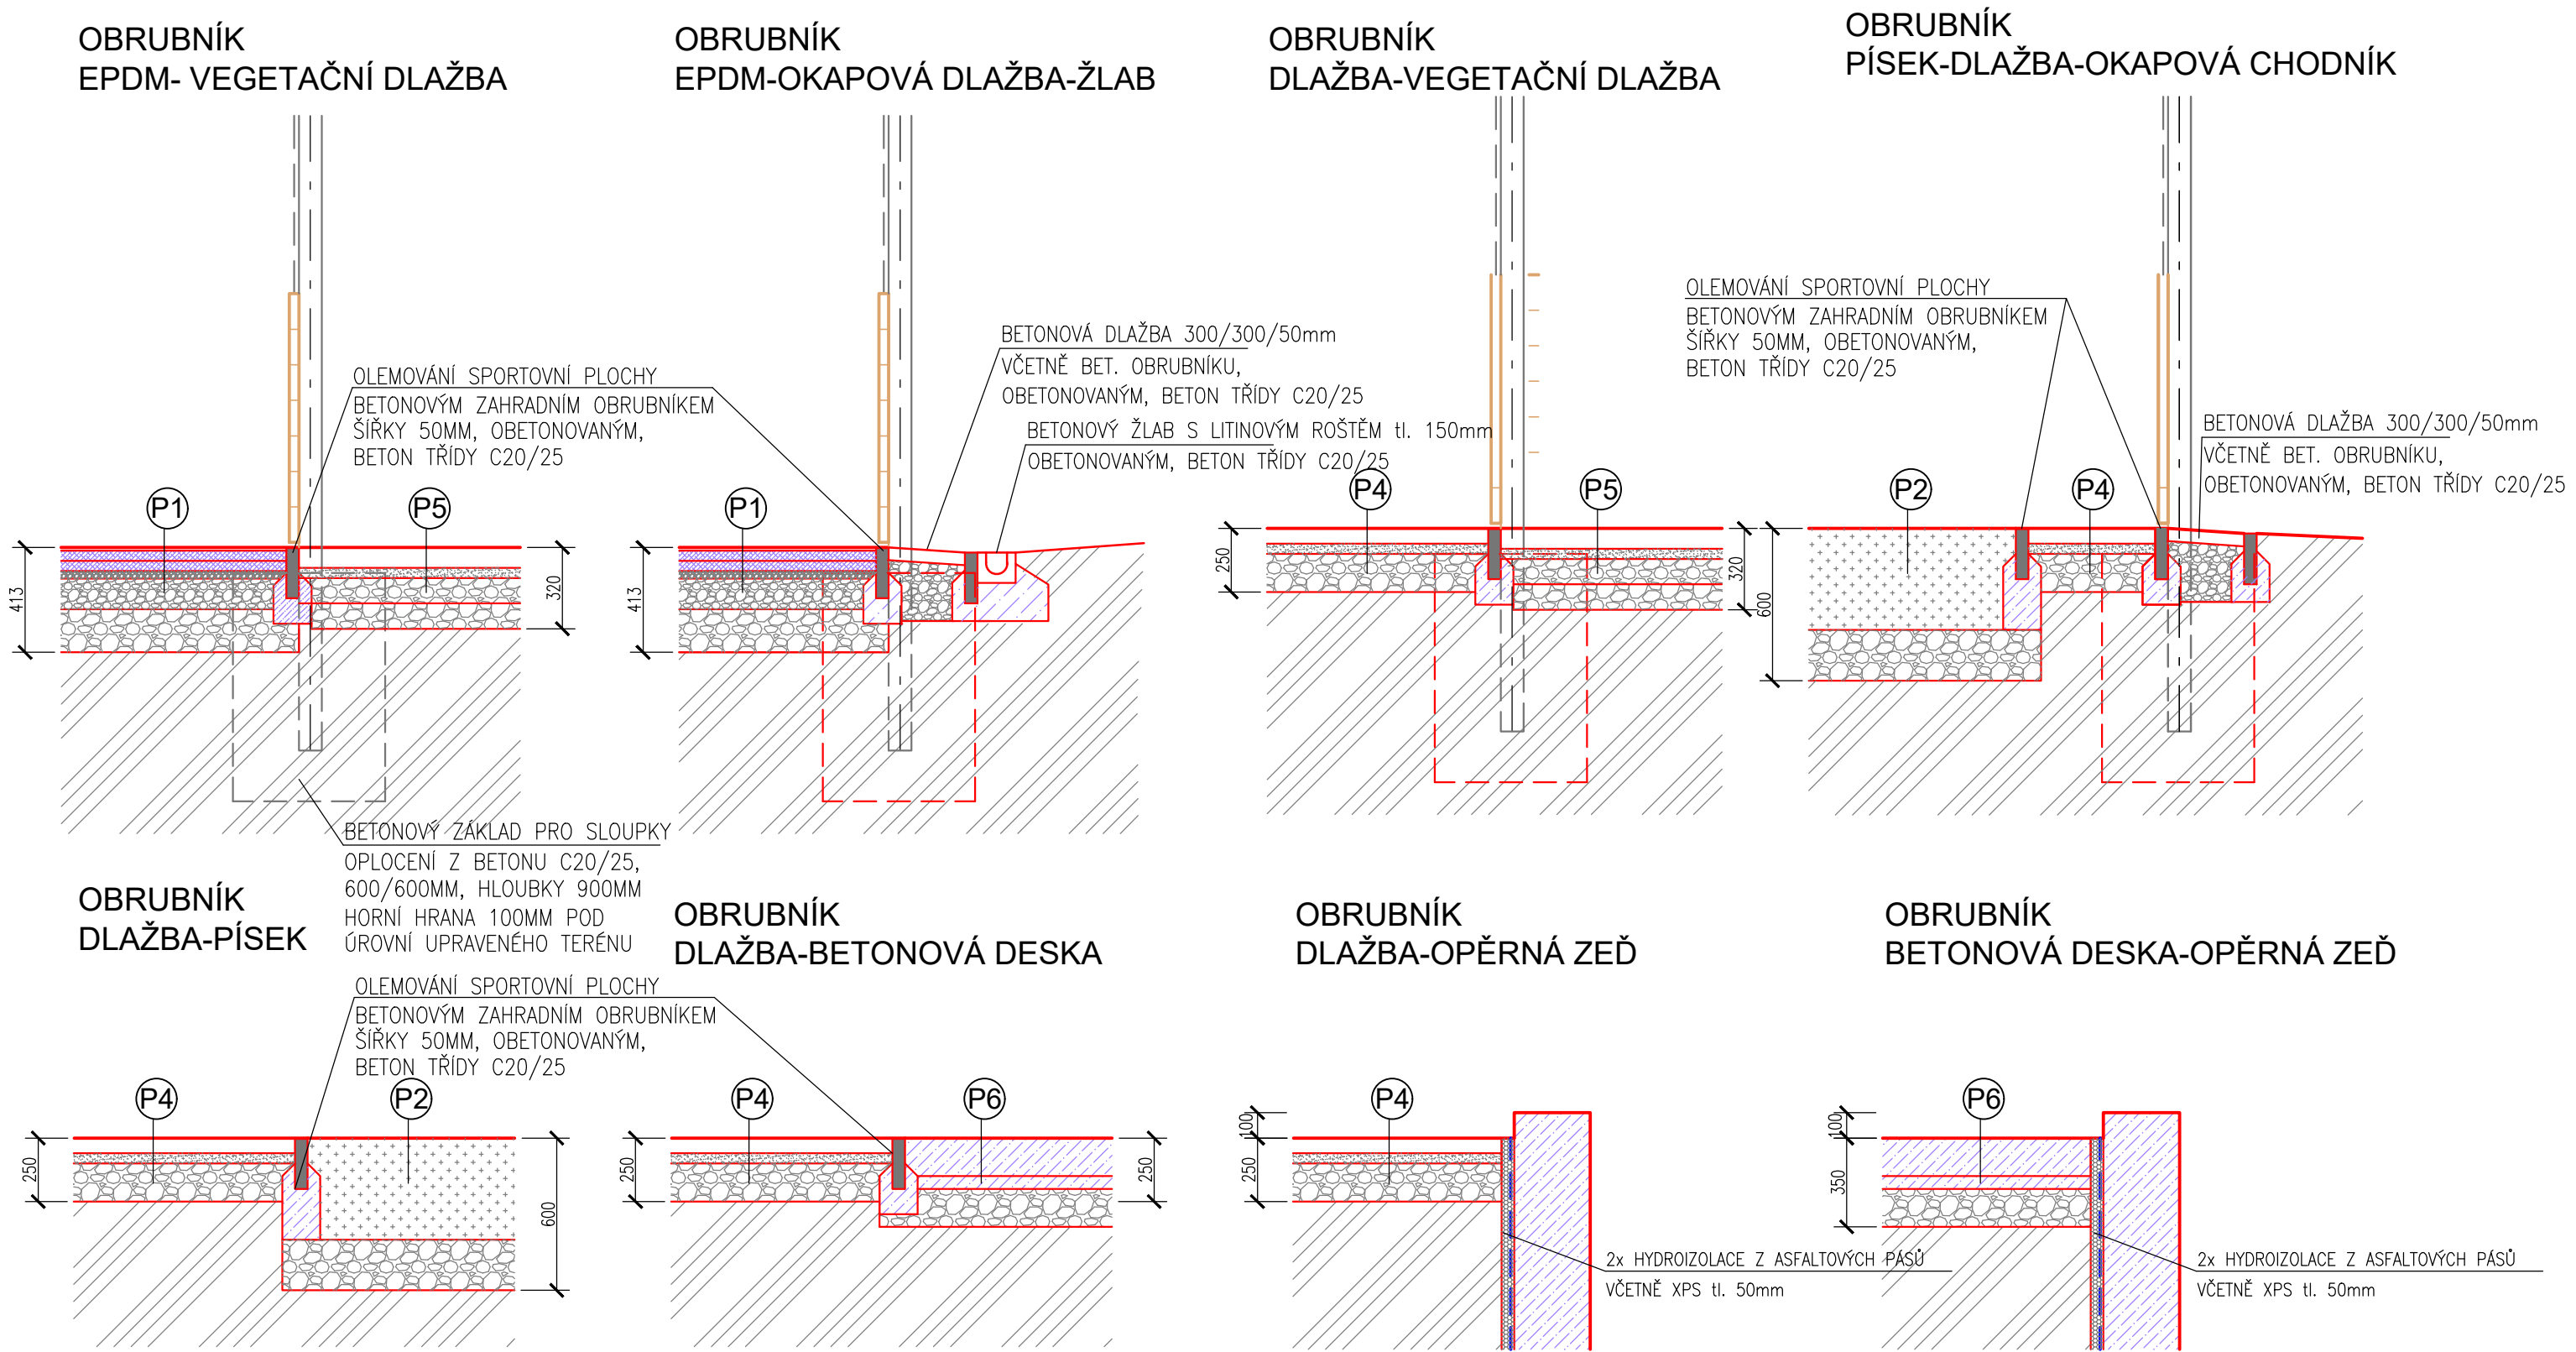 OBRUBNÍK
EPDM- VEGETAČNÍ DLAŽBA
OBRUBNÍK
EPDM-OKAPOVÁ DLAŽBA-ŽLAB
OBRUBNÍK
DLAŽBA-VEGETAČNÍ DLAŽBA
OBRUBNÍK
PÍSEK-DLAŽBA-OKAPOVÁ CHODNÍK
OLEMOVÁNÍ SPORTOVNÍ PLOCHY
BETONOVÝM ZAHRADNÍM OBRUBNÍKEM
ŠÍŘKY 50MM, OBETONOVANÝM,
BETON TŘÍDY C20/25
P1
P5
413
320
BETONOVÝ ZÁKLAD PRO SLOUPKY
OPLOCENÍ Z BETONU C20/25,
600/600MM, HLOUBKY 900MM
HORNÍ HRANA 100MM POD
ÚROVNÍ UPRAVENÉHO TERÉNU
BETONOVÁ DLAŽBA 300/300/50mm
VČETNĚ BET. OBRUBNÍKU,
OBETONOVANÝM, BETON TŘÍDY C20/25
BETONOVÝ ŽLAB S LITINOVÝM ROŠTĚM tl. 150mm
OBETONOVANÝM, BETON TŘÍDY C20/25
P1
413
P4
P5
250
320
OLEMOVÁNÍ SPORTOVNÍ PLOCHY
BETONOVÝM ZAHRADNÍM OBRUBNÍKEM
ŠÍŘKY 50MM, OBETONOVANÝM,
BETON TŘÍDY C20/25
BETONOVÁ DLAŽBA 300/300/50mm
VČETNĚ BET. OBRUBNÍKU,
OBETONOVANÝM, BETON TŘÍDY C20/25
P2
P4
600
OBRUBNÍK
DLAŽBA-PÍSEK
OBRUBNÍK
DLAŽBA-BETONOVÁ DESKA
OBRUBNÍK
DLAŽBA-OPĚRNÁ ZEĎ
OBRUBNÍK
BETONOVÁ DESKA-OPĚRNÁ ZEĎ
OLEMOVÁNÍ SPORTOVNÍ PLOCHY
BETONOVÝM ZAHRADNÍM OBRUBNÍKEM
ŠÍŘKY 50MM, OBETONOVANÝM,
BETON TŘÍDY C20/25
P4
P2
250
600
P4
P6
250
250
P4
100
250
2x HYDROIZOLACE Z ASFALTOVÝCH PÁSŮ
VČETNĚ XPS tl. 50mm
P6
100
350
2x HYDROIZOLACE Z ASFALTOVÝCH PÁSŮ
VČETNĚ XPS tl. 50mm